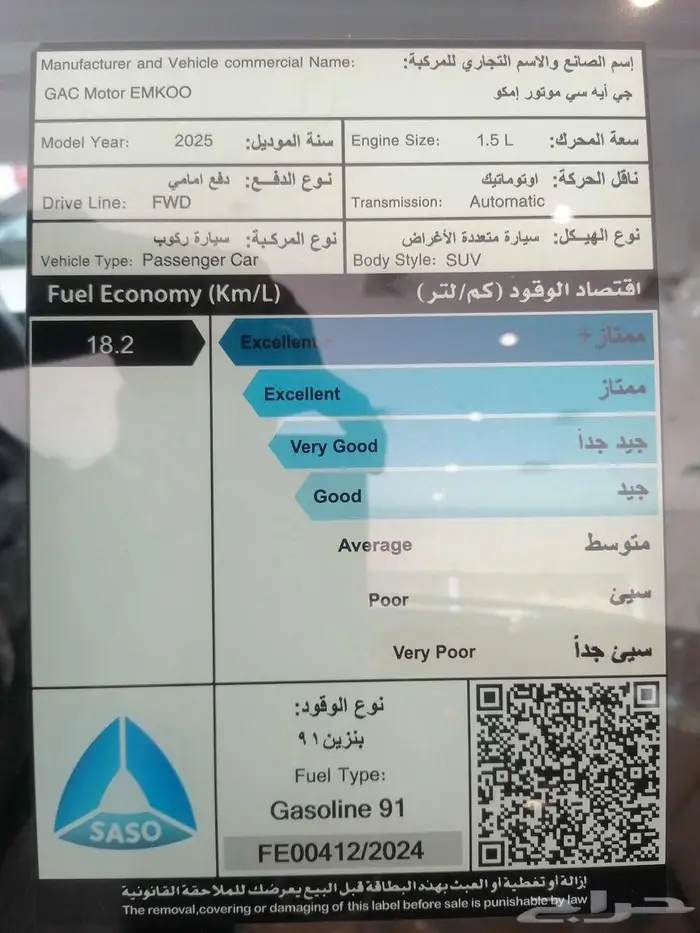 Manufacturer and Vehicle commercial Name: إسم الصانع والاسم التجاري للمركبة:
GAC Motor EMKOO جي أيه سي موتور إمكو
Model Year: 2025 سنة الموديل:
Engine Size: 1.5 L سعة المحرك:
نوع الدفـــع: دفع امامي
Drive Line: FWD
ناقل الحركة: اوتوماتيك
Transmission: Automatic
نوع المركبة: سيارة ركوب
Vehicle Type: Passenger Car
نوع الهيكل: سيارة متعددة الأغراض
Body Style: SUV
Fuel Economy (Km/L) اقتصاد الوقود (كم/لتر)
18.2
Excellent + ممتاز+
Excellent ممتاز
Very Good جيد جداً
Good جيد
Average متوسط
Poor سيئ
Very Poor سيئ جداً
SASO
نوع الوقود:
بنزين ٩١
Fuel Type:
Gasoline 91
FE00412/2024
إزالة أو تغطية أو العبث بهذه البطاقة قبل البيع يعرضك للملاحقة القانونية
The removal,covering or damaging of this label before sale is punishable by law
حراج